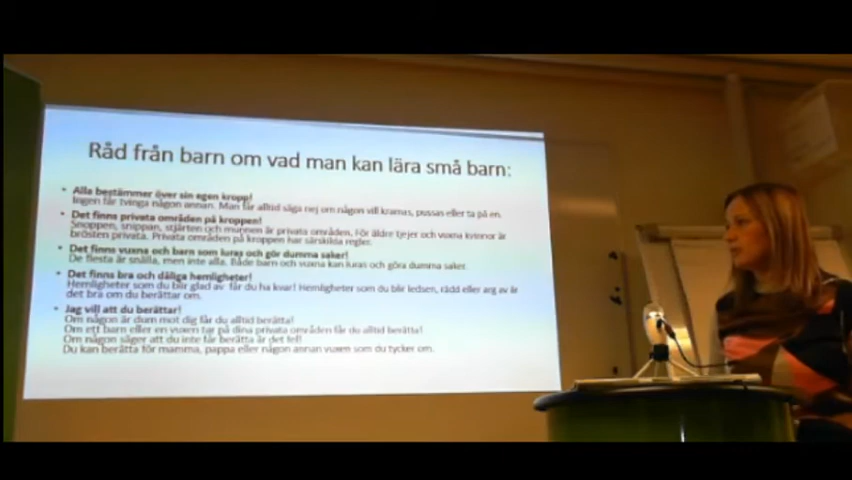 Råd från barn om vad man kan lära små barn:
• Alla bestämmer över sin egen kropp!
Ingen får tvinga någon annan. Man får alltid säga nej om någon vill kramas, pussas eller ta på en.
• Det finns privata områden på kroppen!
Snoppen, snippan, stjärten och munnen är privata områden. För äldre tjejer och vuxna kvinnor är
brösten privata. Privata områden på kroppen har särskilda regler.
• Det finns vuxna och barn som luras och gör dumma saker!
De flesta är snälla, men inte alla. Både barn och vuxna kan luras och göra dumma saker.
• Det finns bra och dåliga hemligheter!
Hemligheter som du blir glad av får du ha kvar! Hemligheter som du blir ledsen, rädd eller arg av är
det bra om du berättar om.
• Jag vill att du berättar!
Om någon är dum mot dig får du alltid berätta!
Om ett barn eller en vuxen tar på dina privata områden får du alltid berätta!
Om någon säger att du inte får berätta är det fel!
Du kan berätta för mamma, pappa eller någon annan vuxen som du tycker om.